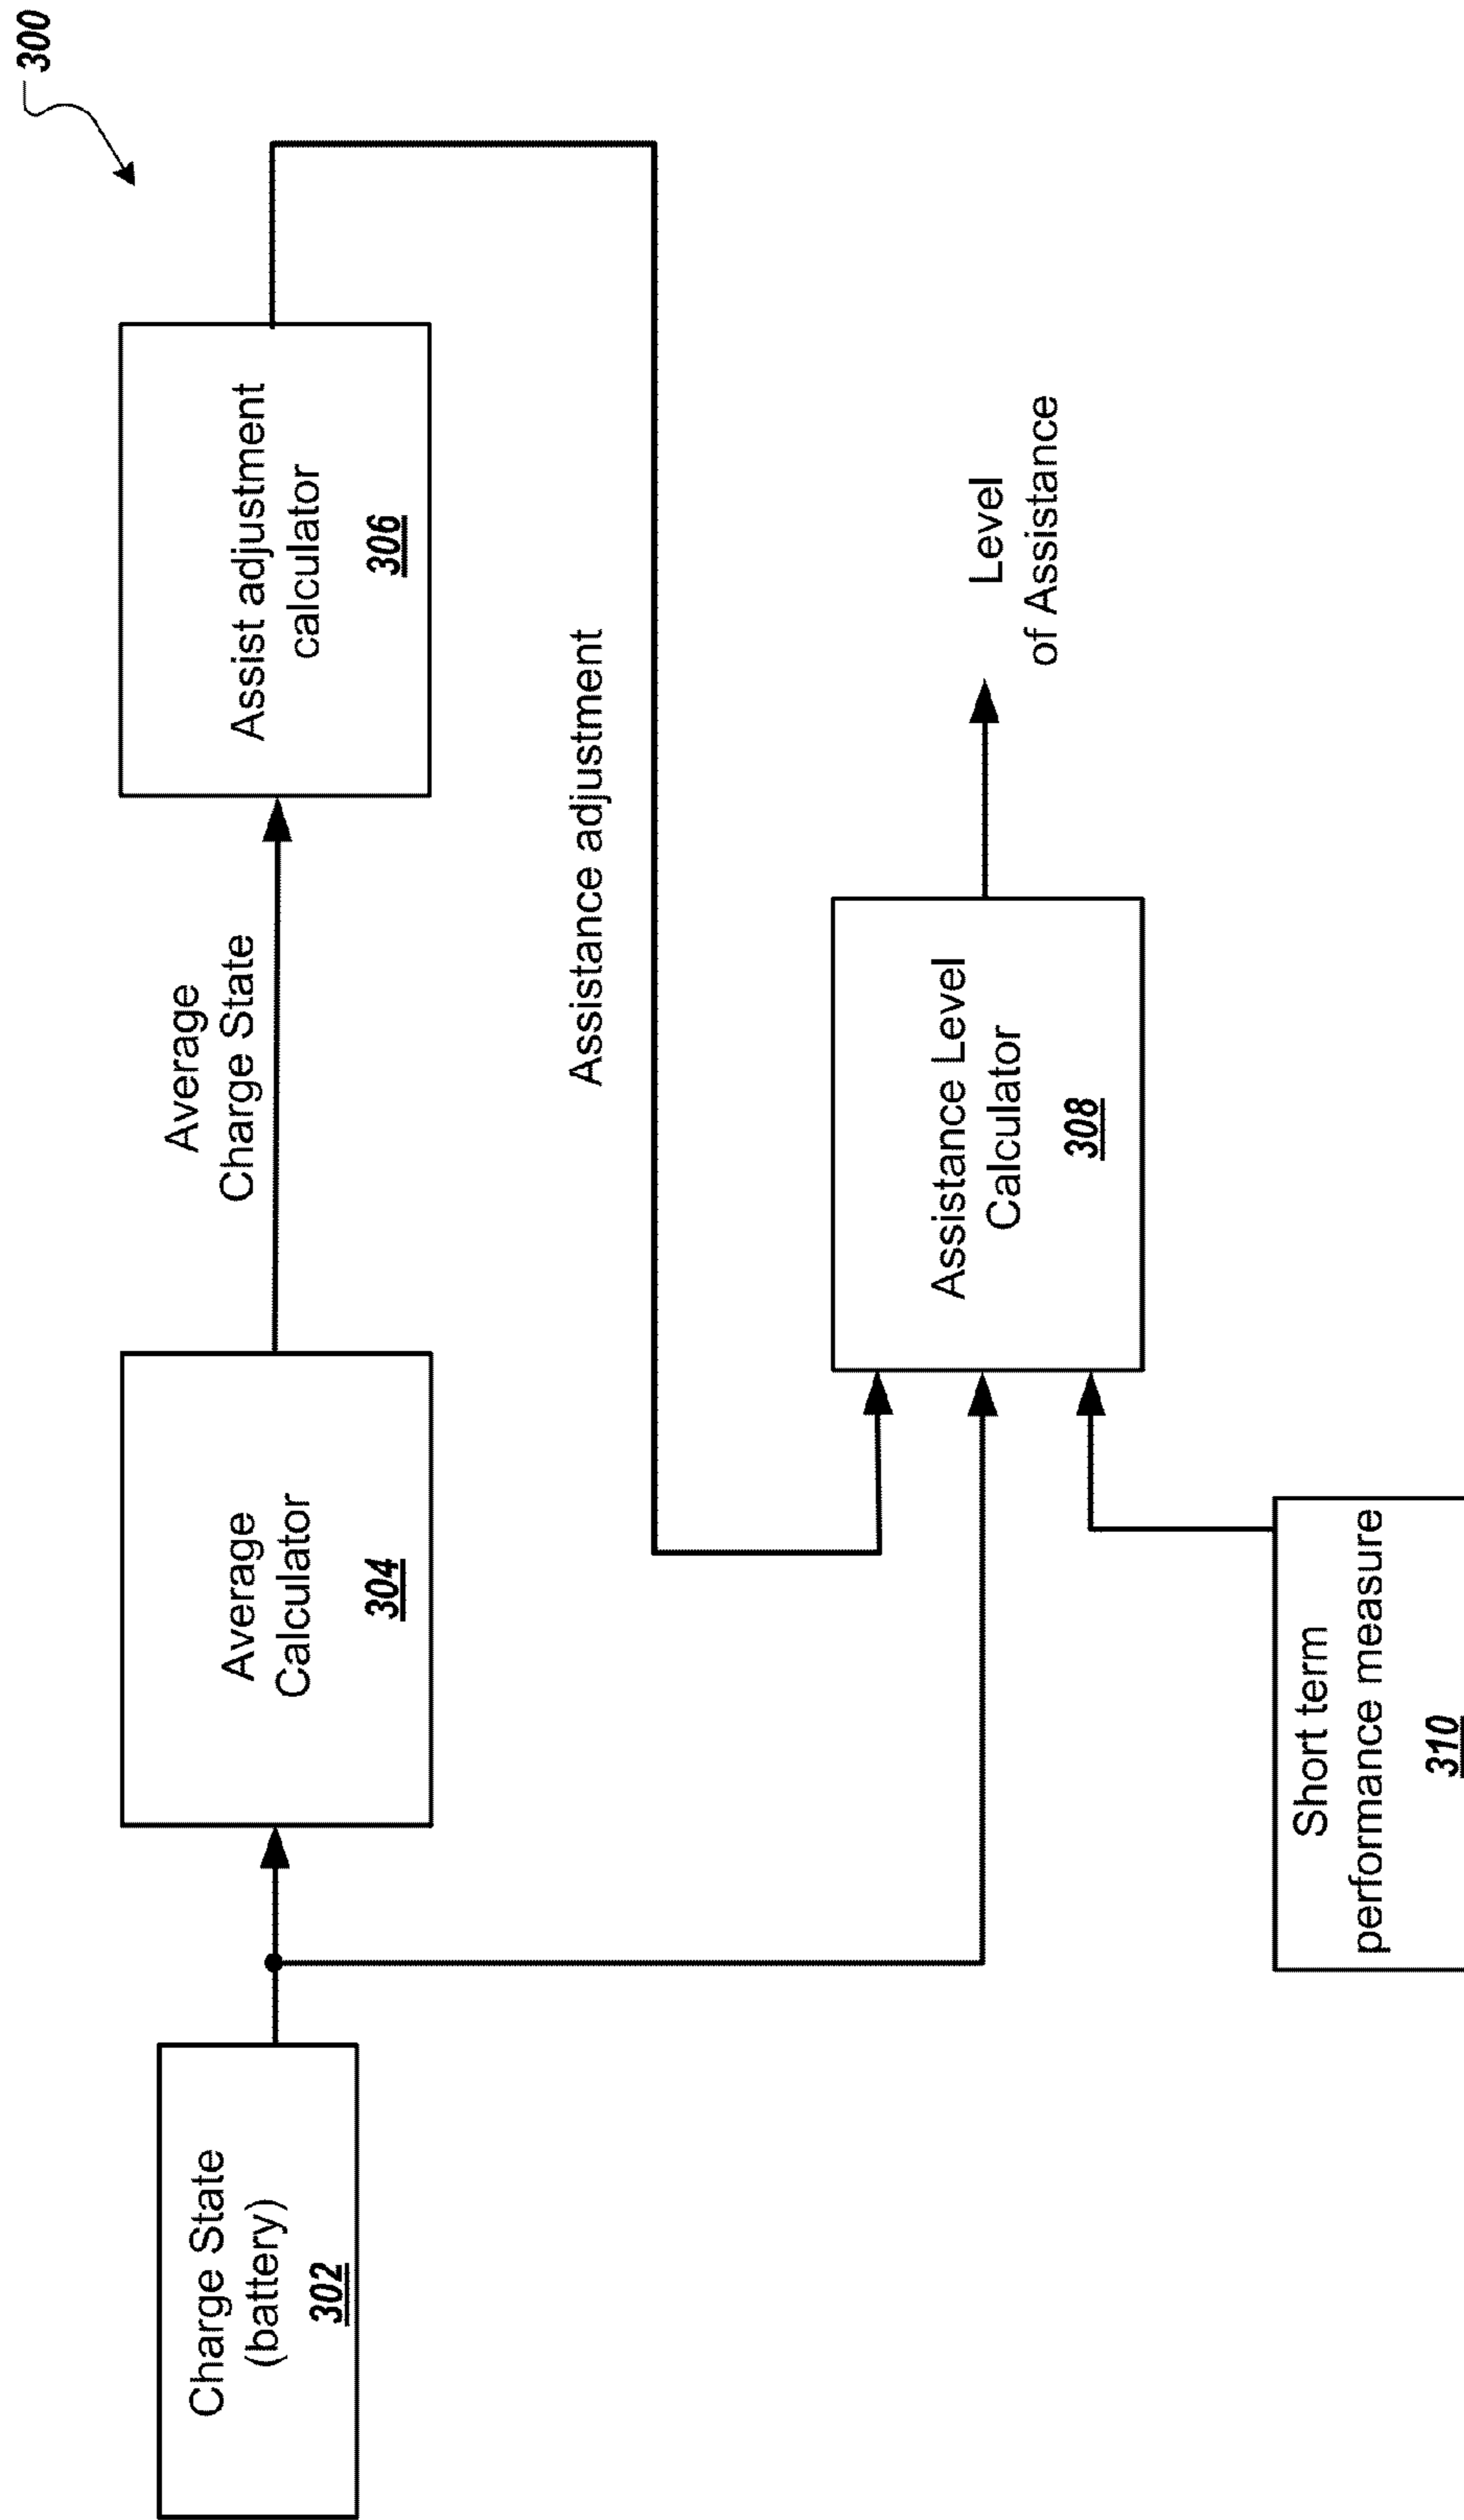 300
Charge State
(battery)
302
Average
Calculator
304
Average
Charge State
Assist adjustment
calculator
306
Assistance adjustment
Assistance Level
Calculator
308
Level
of Assistance
Short term
performance measure
310